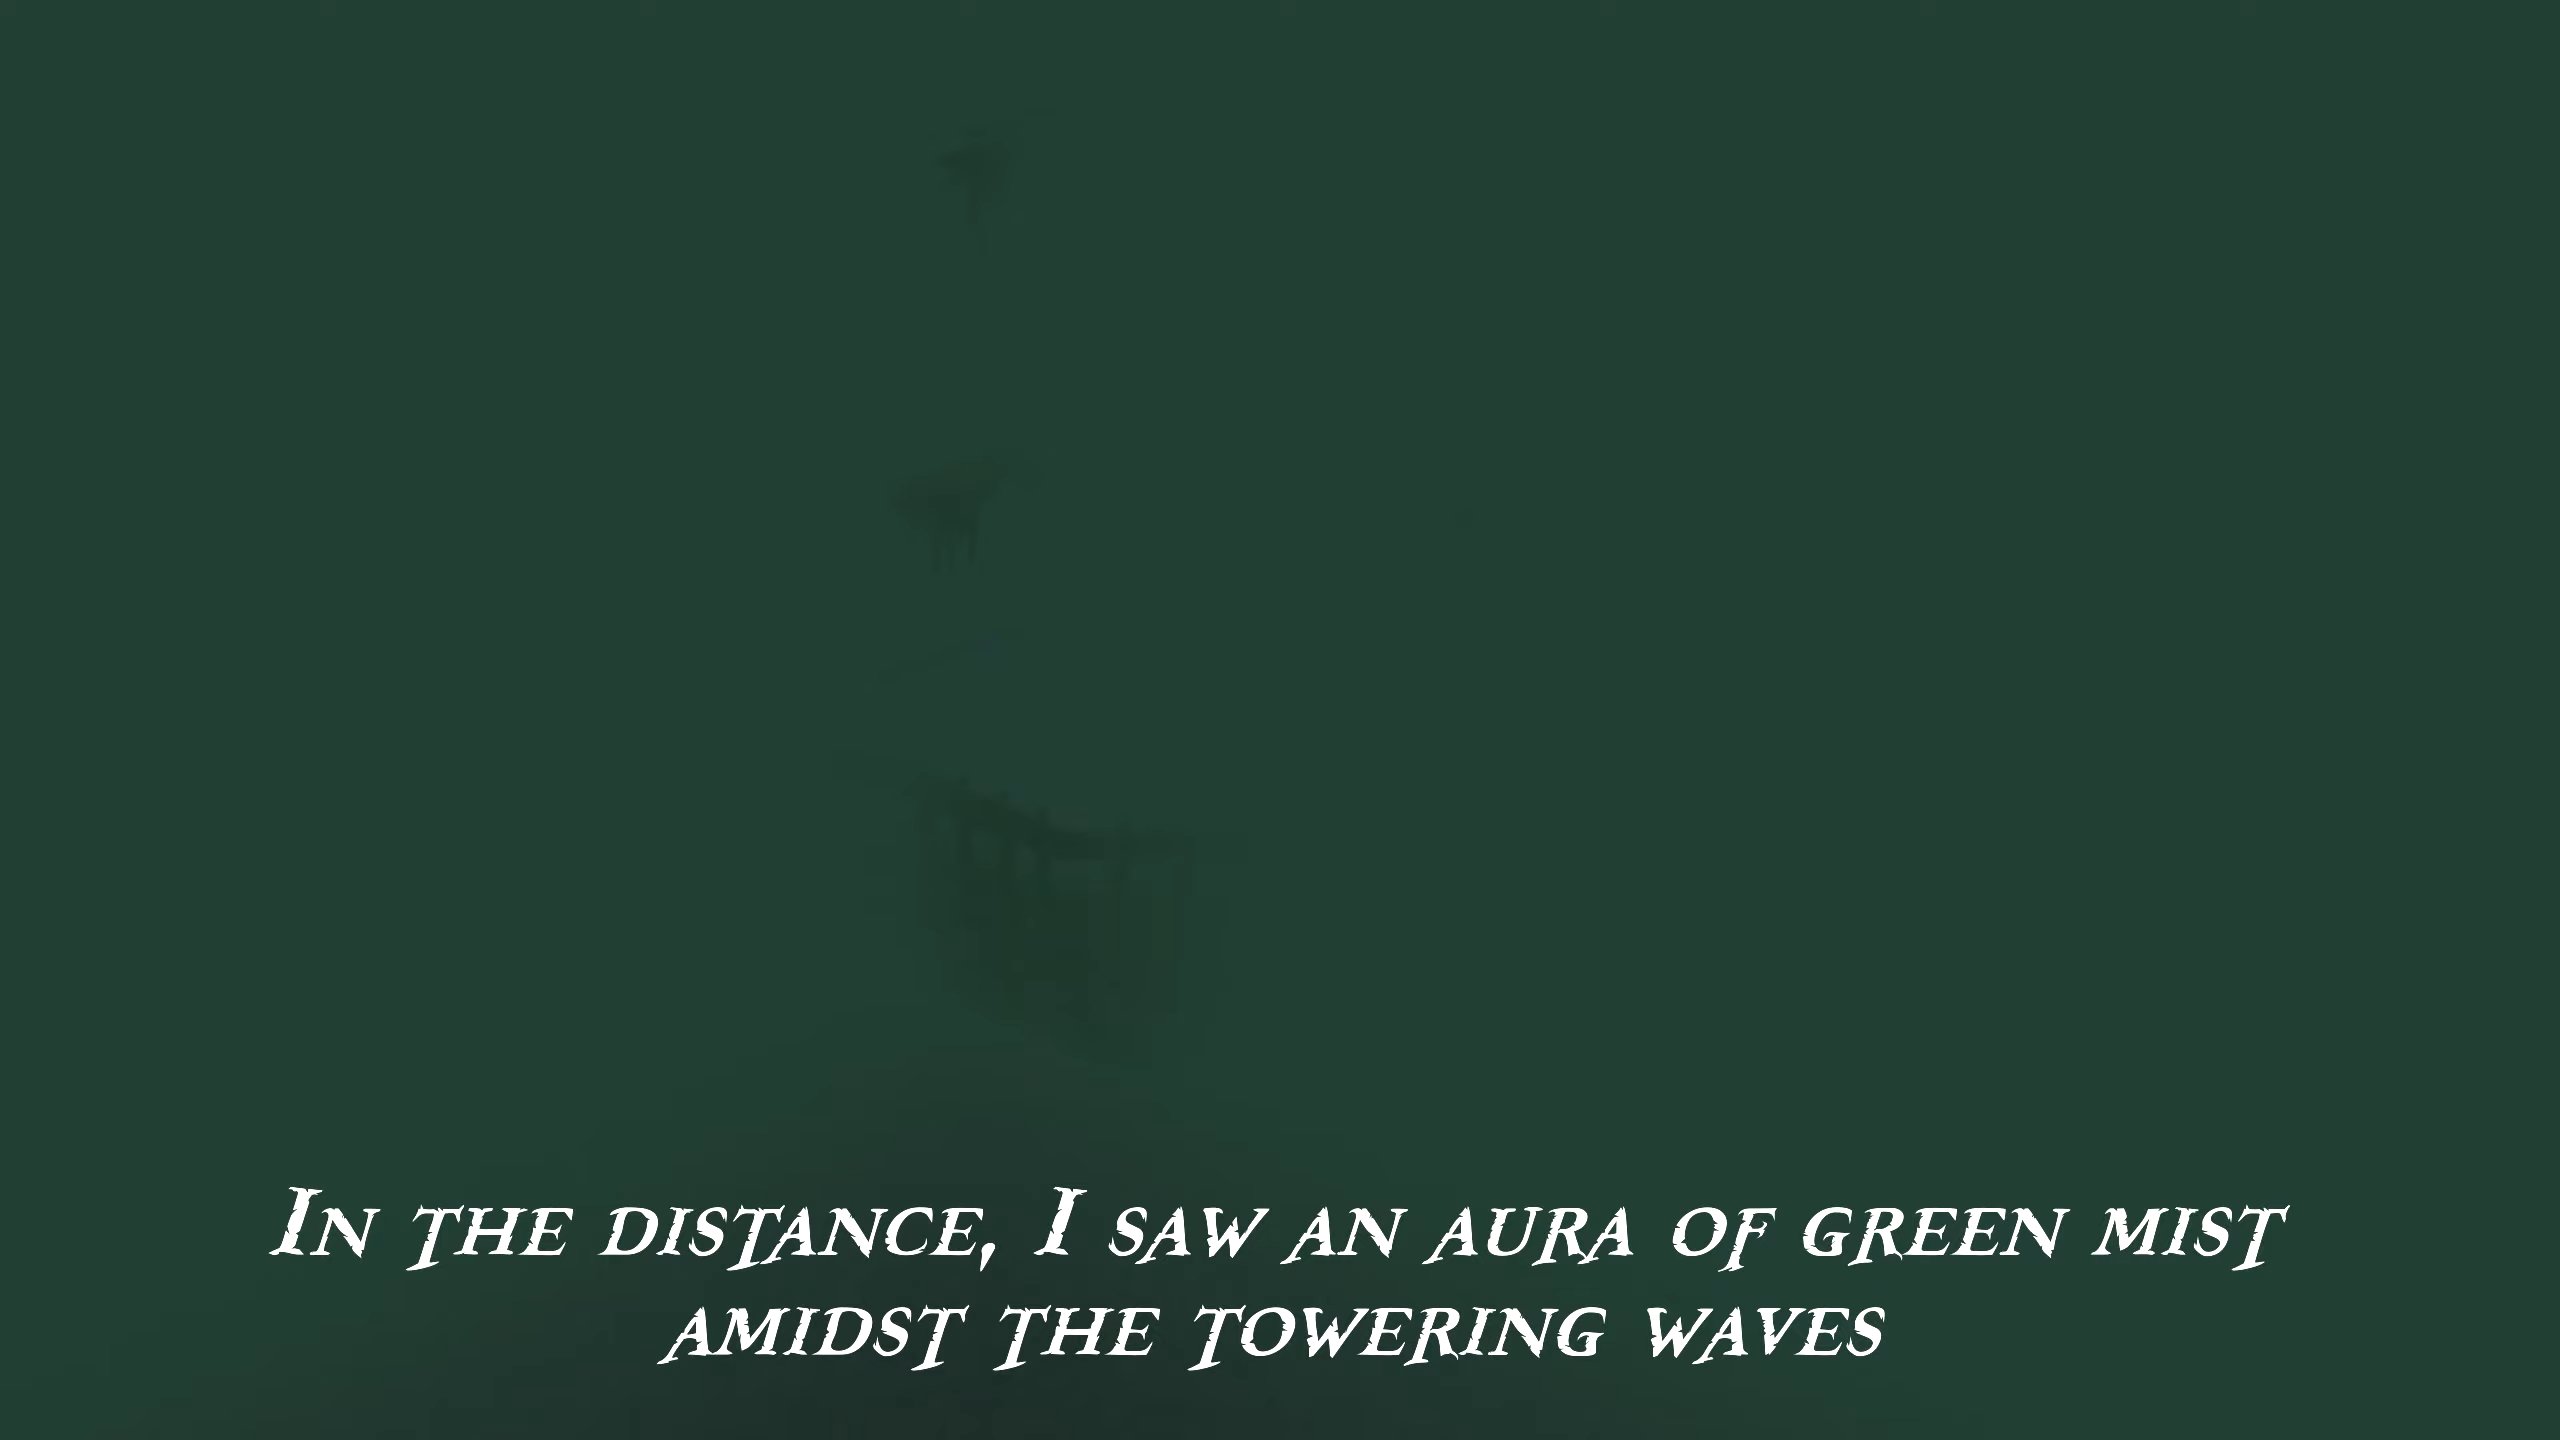 In the distance, I saw an aura of green mist
amidst the towering waves